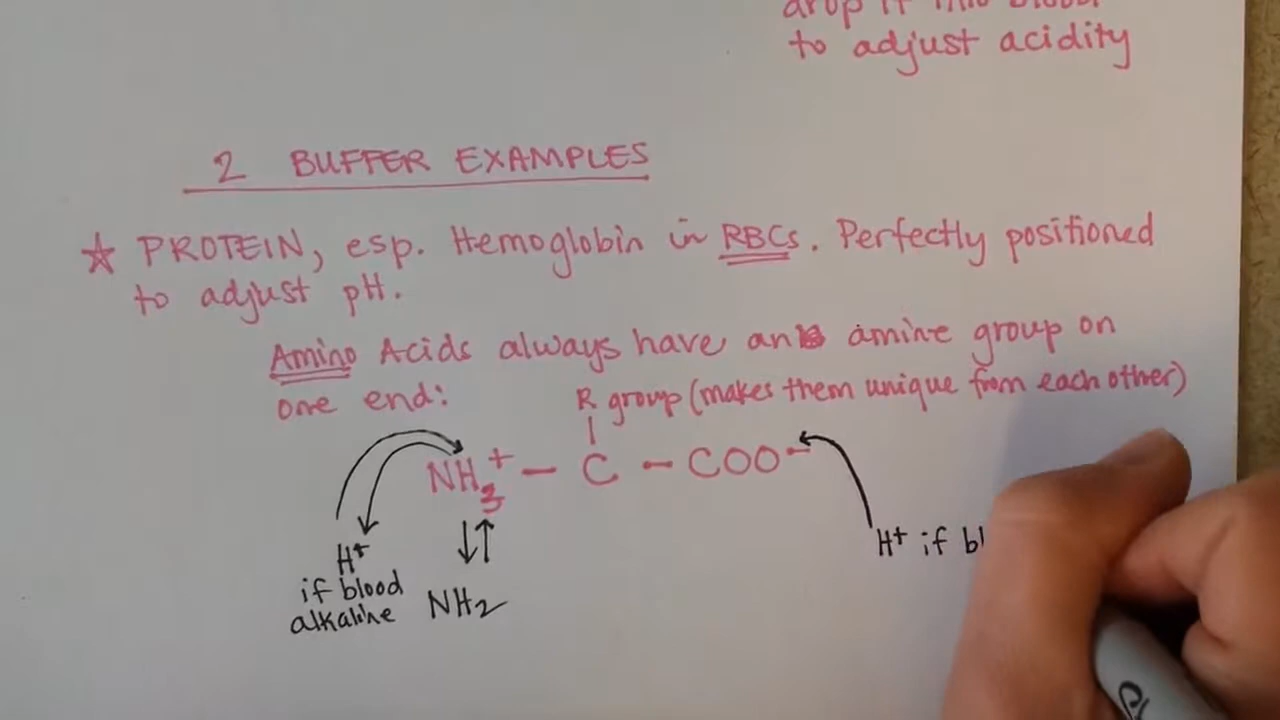 to adjust acidity
2 BUFFER EXAMPLES
☆ PROTEIN, esp. Hemoglobin in RBCs. Perfectly positioned
to adjust pH.
Amino Acids always have an amine group on
one end:
R group (makes them unique from each other)
NH3+ – C – COO-
H+
if blood
alkaline
NH2
H+ if bl